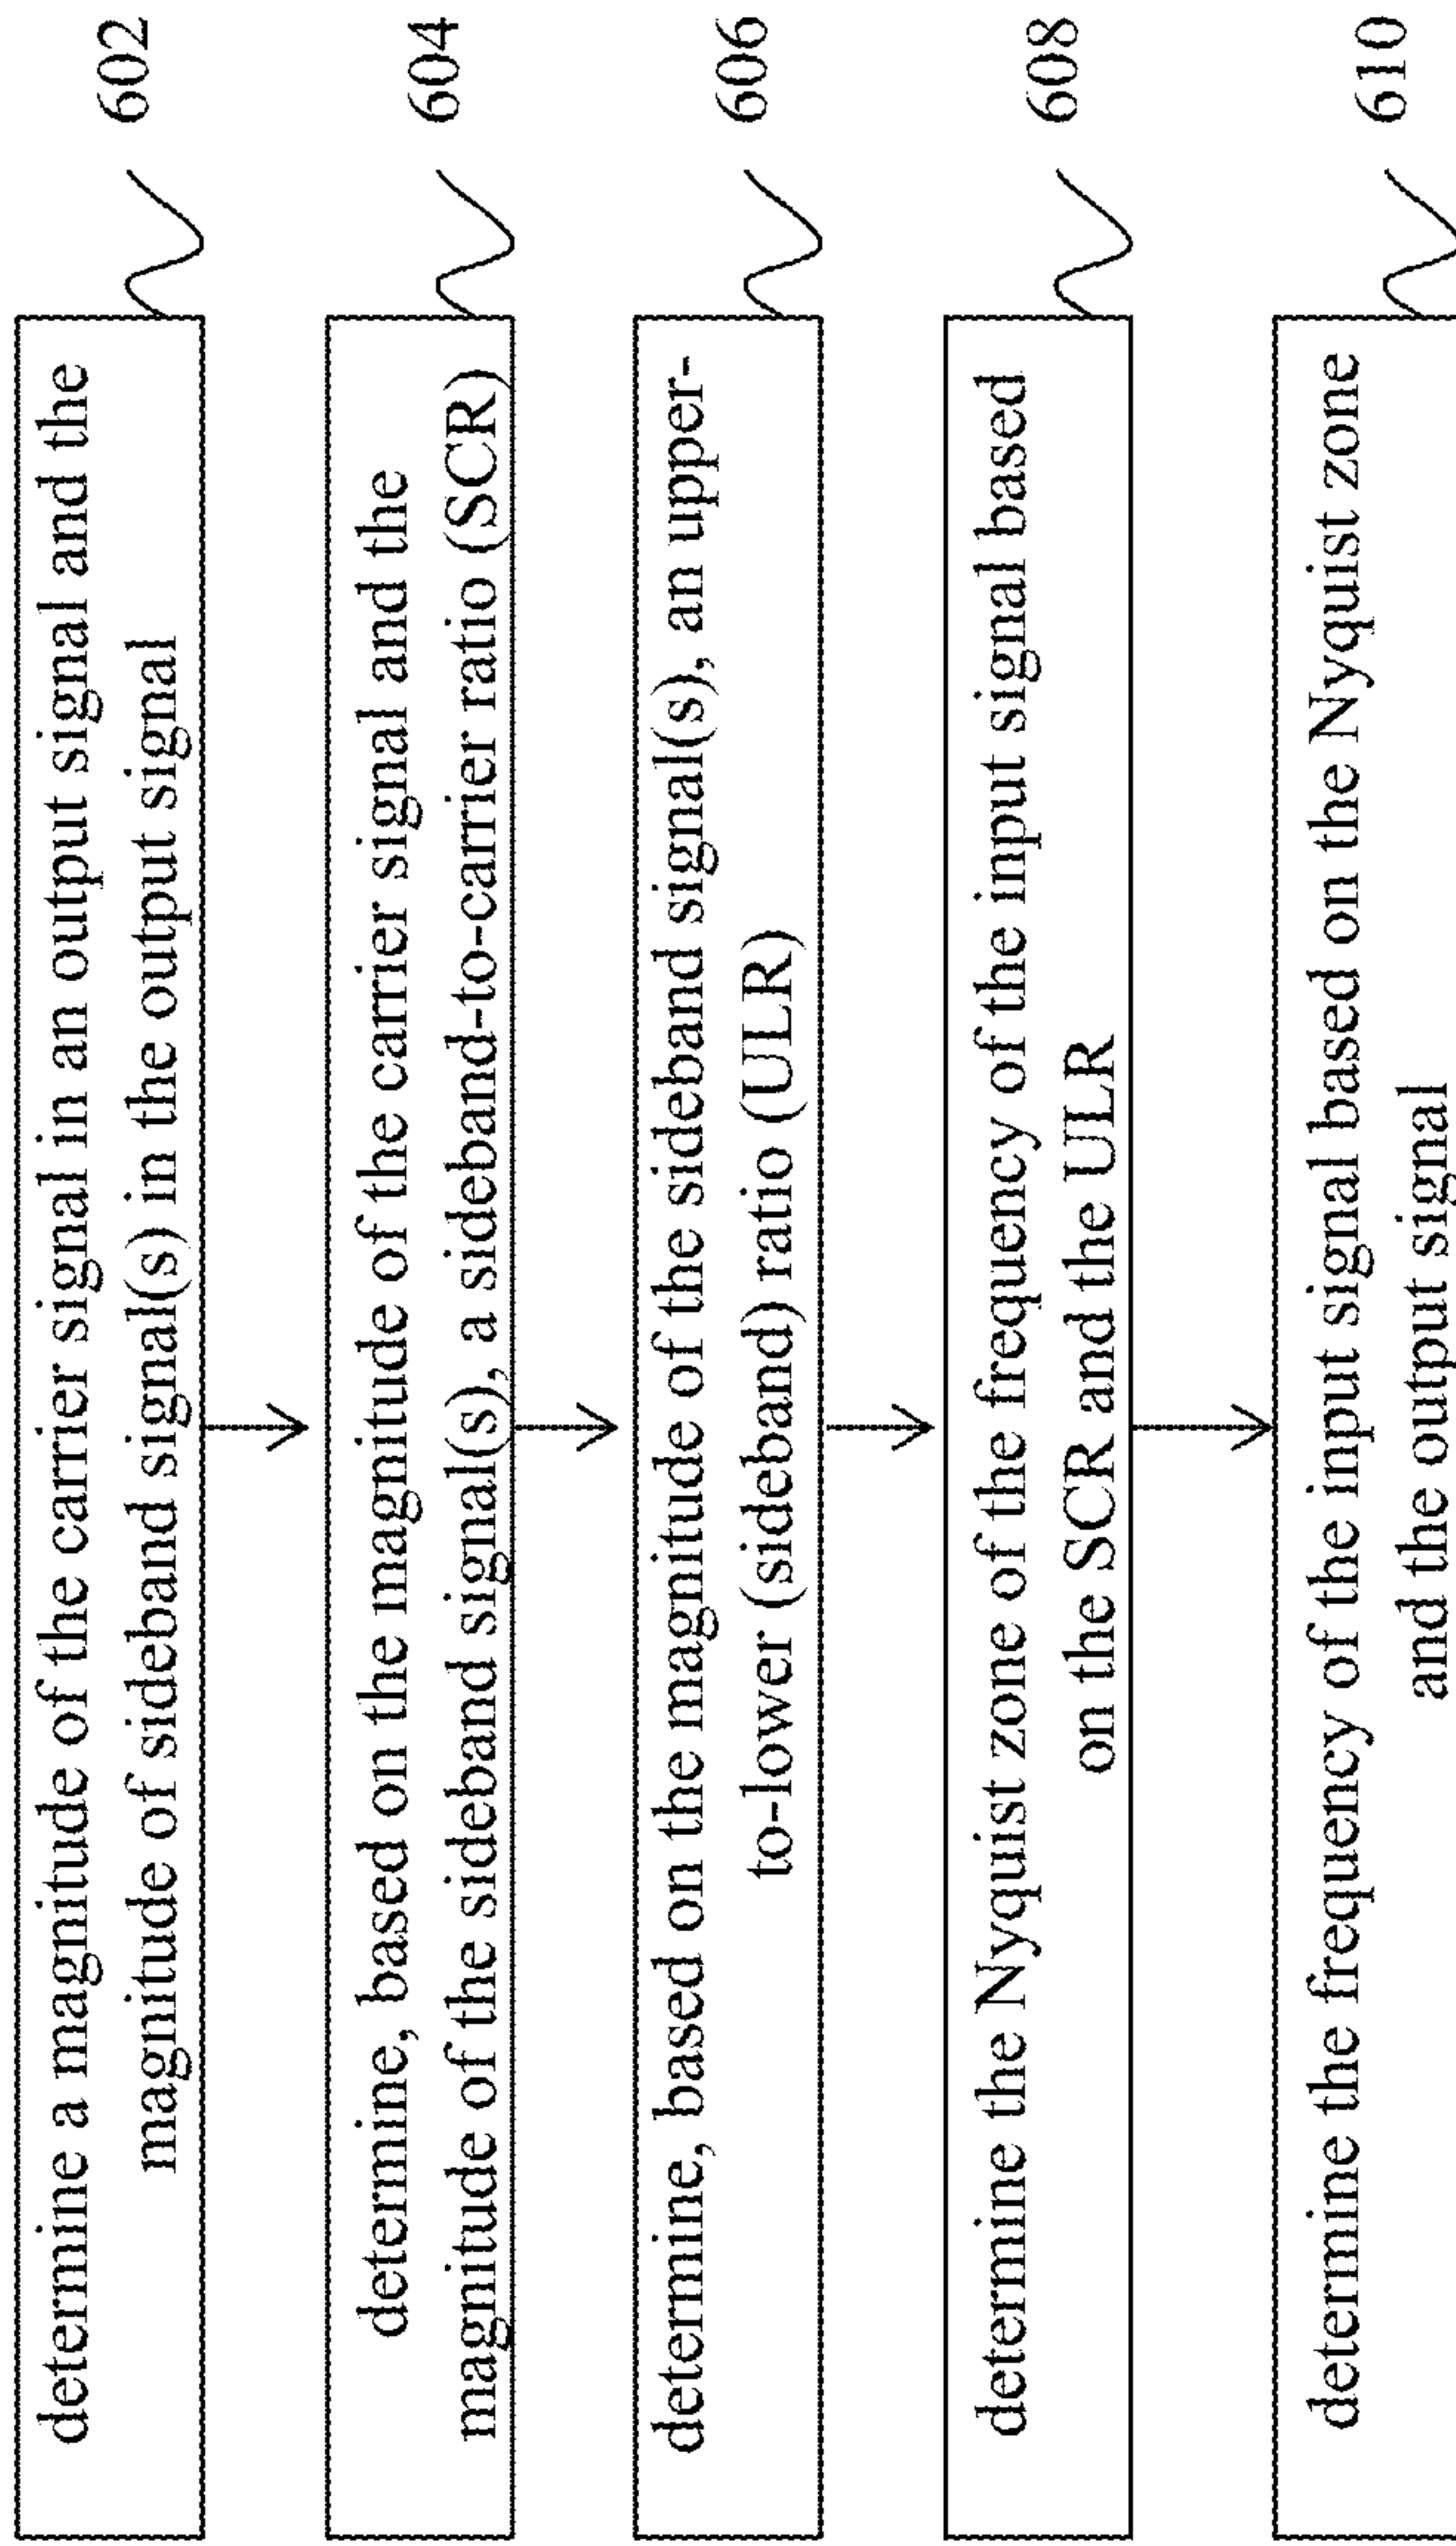 determine a magnitude of the carrier signal in an output signal and the
magnitude of sideband signal(s) in the output signal
602
determine, based on the magnitude of the carrier signal and the
magnitude of the sideband signal(s), a sideband-to-carrier ratio (SCR)
604
determine, based on the magnitude of the sideband signal(s), an upper-
to-lower (sideband) ratio (ULR)
606
determine the Nyquist zone of the frequency of the input signal based
on the SCR and the ULR
608
determine the frequency of the input signal based on the Nyquist zone
and the output signal
610